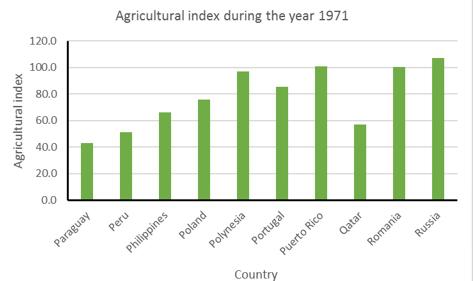 Agricultural index during the year 1971
120.0
100.0
80.0
60.0
40.0
20.0
0.0
Agricultural index
Paraguay
Peru
Philippines
Poland
Polynesia
Portugal
Puerto Rico
Qatar
Romania
Russia
Country